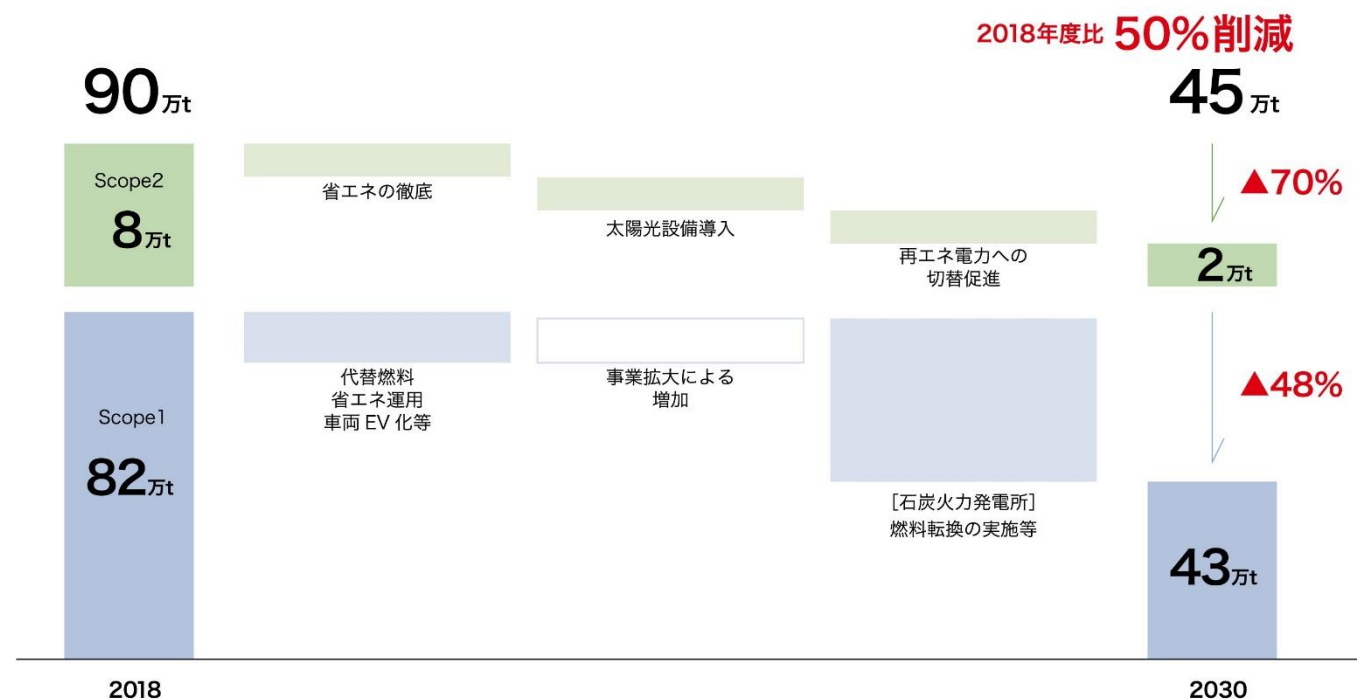 2018年度比 50%削減
90万t
45万t
Scope2
8万t
省エネの徹底
太陽光設備導入
再エネ電力への
切替促進
▲70%
2万t
Scope1
82万t
代替燃料
省エネ運用
車両 EV 化等
事業拡大による
増加
［石炭火力発電所］
燃料転換の実施等
▲48%
43万t
2018
2030